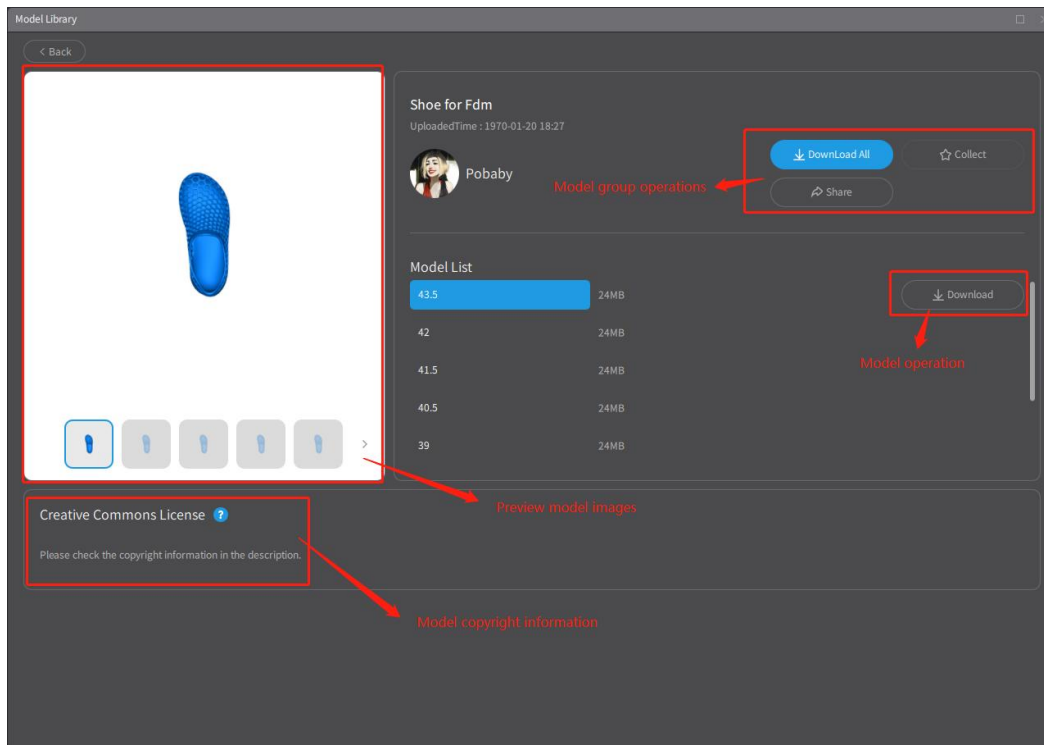 Model Library
< Back
Shoe for Fdm
UploadedTime : 1970-01-20 18:27
Pobaby
DownLoad All
Collect
Share
Model group operations
Model List
43.5 24MB
Download
42 24MB
41.5 24MB
Model operation
40.5 24MB
39 24MB
Preview model images
Creative Commons License ?
Please check the copyright information in the description.
Model copyright information